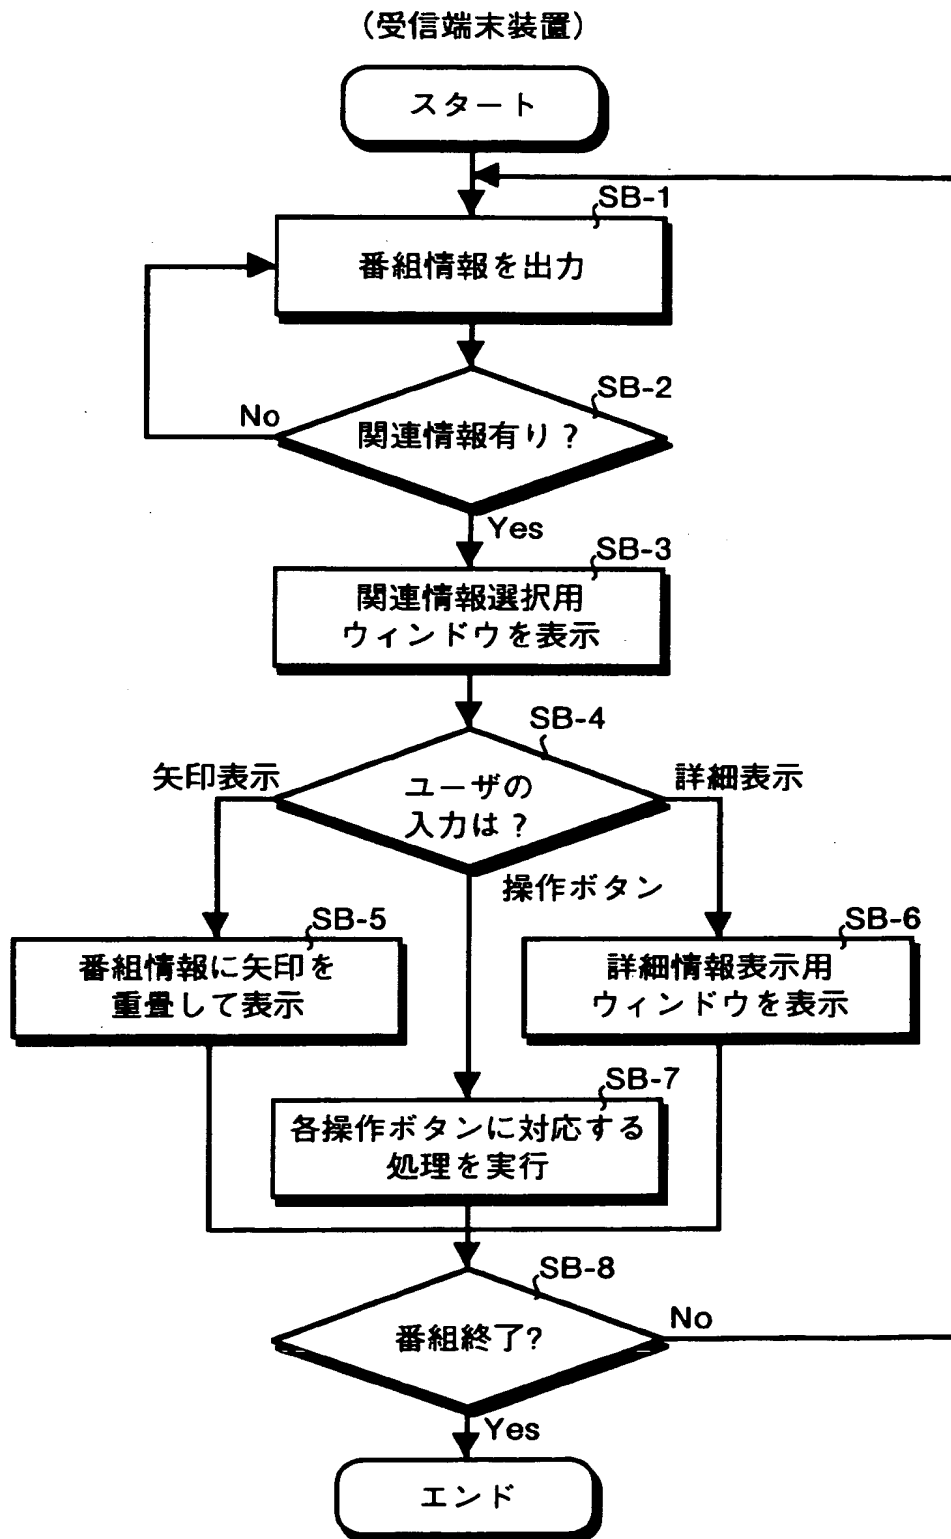 (受信端末装置)
スタート
SB-1
番組情報を出力
SB-2
No
関連情報有り?
Yes
SB-3
関連情報選択用
ウィンドウを表示
SB-4
矢印表示
詳細表示
ユーザの
入力は?
操作ボタン
SB-5
SB-6
番組情報に矢印を
重畳して表示
詳細情報表示用
ウィンドウを表示
SB-7
各操作ボタンに対応する
処理を実行
SB-8
No
番組終了?
Yes
エンド